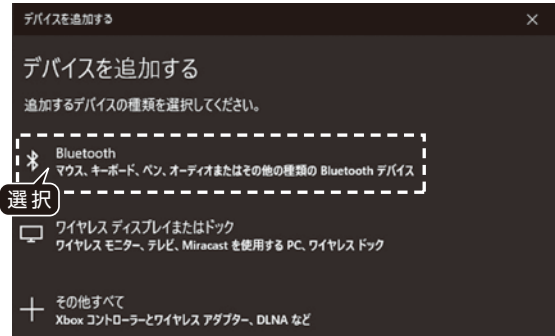 デバイスを追加する
デバイスを追加する
追加するデバイスの種類を選択してください。
Bluetooth
マウス、キーボード、ペン、オーディオまたはその他の種類の Bluetooth デバイス
選択
ワイヤレス ディスプレイまたはドック
ワイヤレス モニター、テレビ、Miracast を使用する PC、ワイヤレス ドック
その他すべて
Xbox コントローラーとワイヤレス アダプター、DLNA など